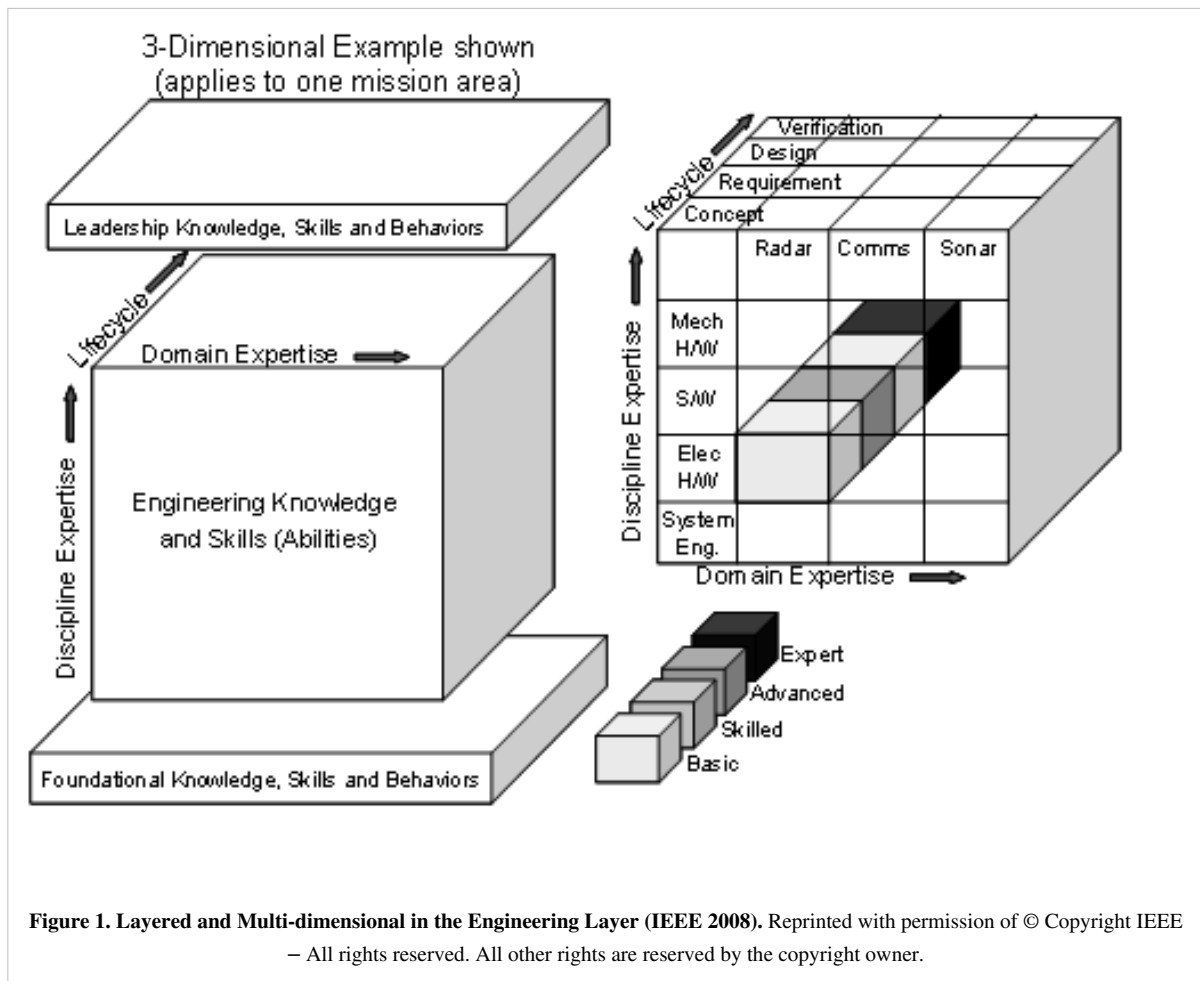 3-Dimensional Example shown
(applies to one mission area)
Leadership Knowledge, Skills and Behaviors
Lifecycle
Domain Expertise
Discipline Expertise
Engineering Knowledge
and Skills (Abilities)
Foundational Knowledge, Skills and Behaviors
Lifecycle
Verification
Design
Requirement
Concept
Radar
Comms
Sonar
Discipline Expertise
Mech
H/W
S/W
Elec
H/W
System
Eng.
Domain Expertise
Expert
Advanced
Skilled
Basic
Figure 1. Layered and Multi-dimensional in the Engineering Layer (IEEE 2008). Reprinted with permission of © Copyright IEEE
– All rights reserved. All other rights are reserved by the copyright owner.